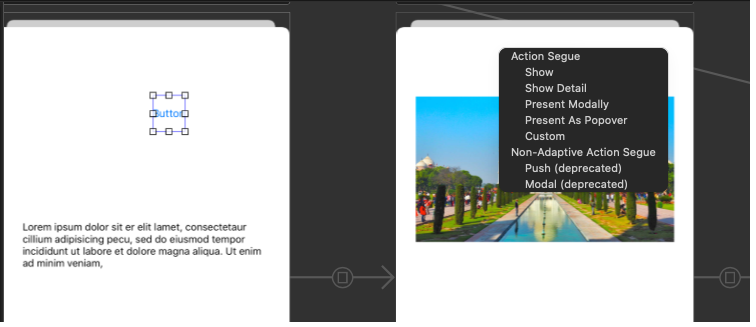 Button
Lorem ipsum dolor sit er elit lamet, consectetaur
cillium adipisicing pecu, sed do eiusmod tempor
incididunt ut labore et dolore magna aliqua. Ut enim
ad minim veniam,
Action Segue
Show
Show Detail
Present Modally
Present As Popover
Custom
Non-Adaptive Action Segue
Push (deprecated)
Modal (deprecated)